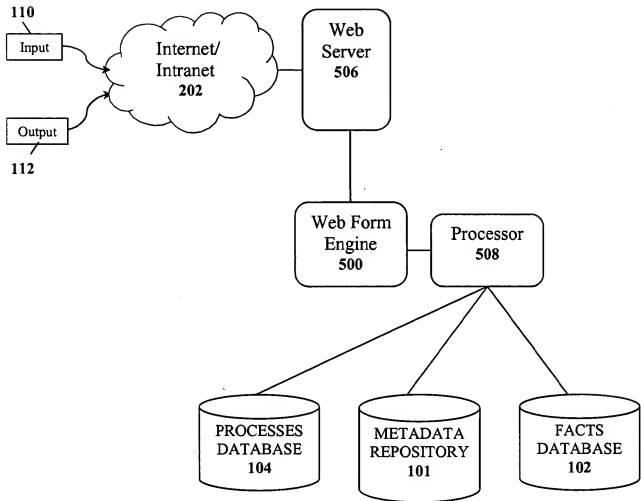 110
Input
Internet/
Intranet
202
Output
112
Web
Server
506
Web Form
Engine
500
Processor
508
PROCESSES
DATABASE
104
METADATA
REPOSITORY
101
FACTS
DATABASE
102